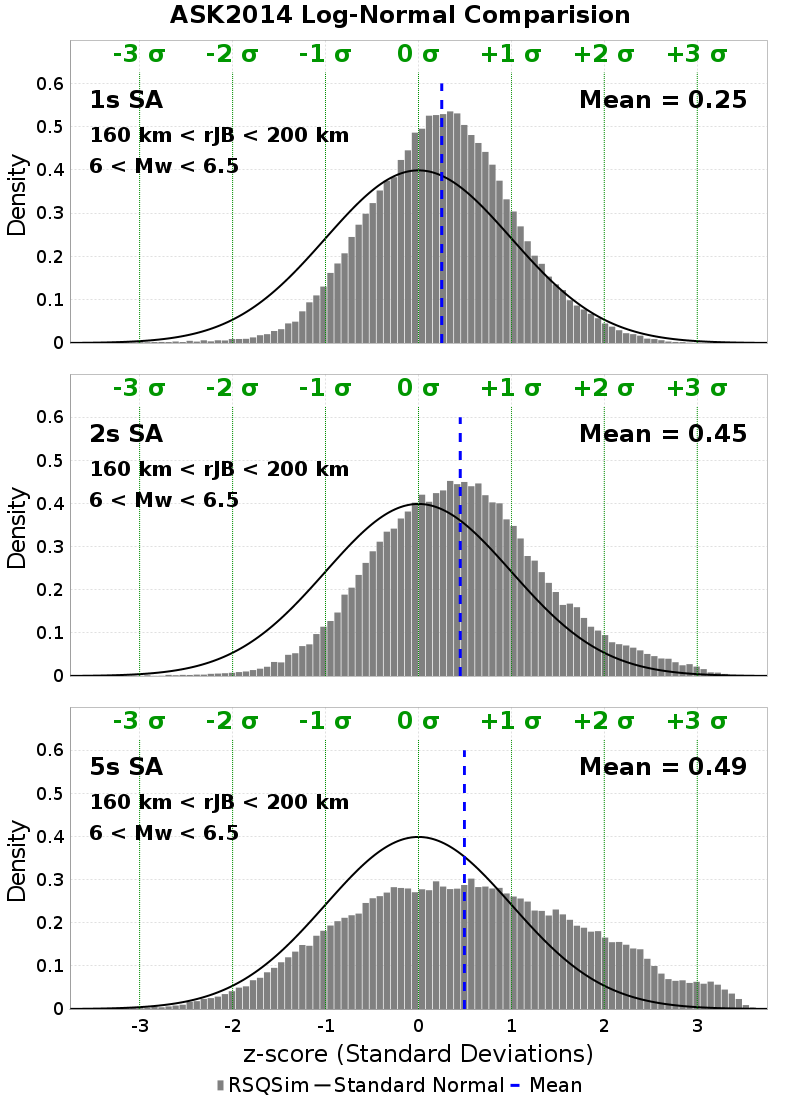 ASK2014 Log-Normal Comparision
-3 σ -2 σ -1 σ 0 σ +1 σ +2 σ +3 σ
1s SA Mean = 0.25
160 km < rJB < 200 km
6 < Mw < 6.5
Density
0.6
0.5
0.4
0.3
0.2
0.1
0
-3 σ -2 σ -1 σ 0 σ +1 σ +2 σ +3 σ
2s SA Mean = 0.45
160 km < rJB < 200 km
6 < Mw < 6.5
Density
0.6
0.5
0.4
0.3
0.2
0.1
0
-3 σ -2 σ -1 σ 0 σ +1 σ +2 σ +3 σ
5s SA Mean = 0.49
160 km < rJB < 200 km
6 < Mw < 6.5
Density
0.6
0.5
0.4
0.3
0.2
0.1
0
-3 -2 -1 0 1 2 3
z-score (Standard Deviations)
RSQSim Standard Normal Mean